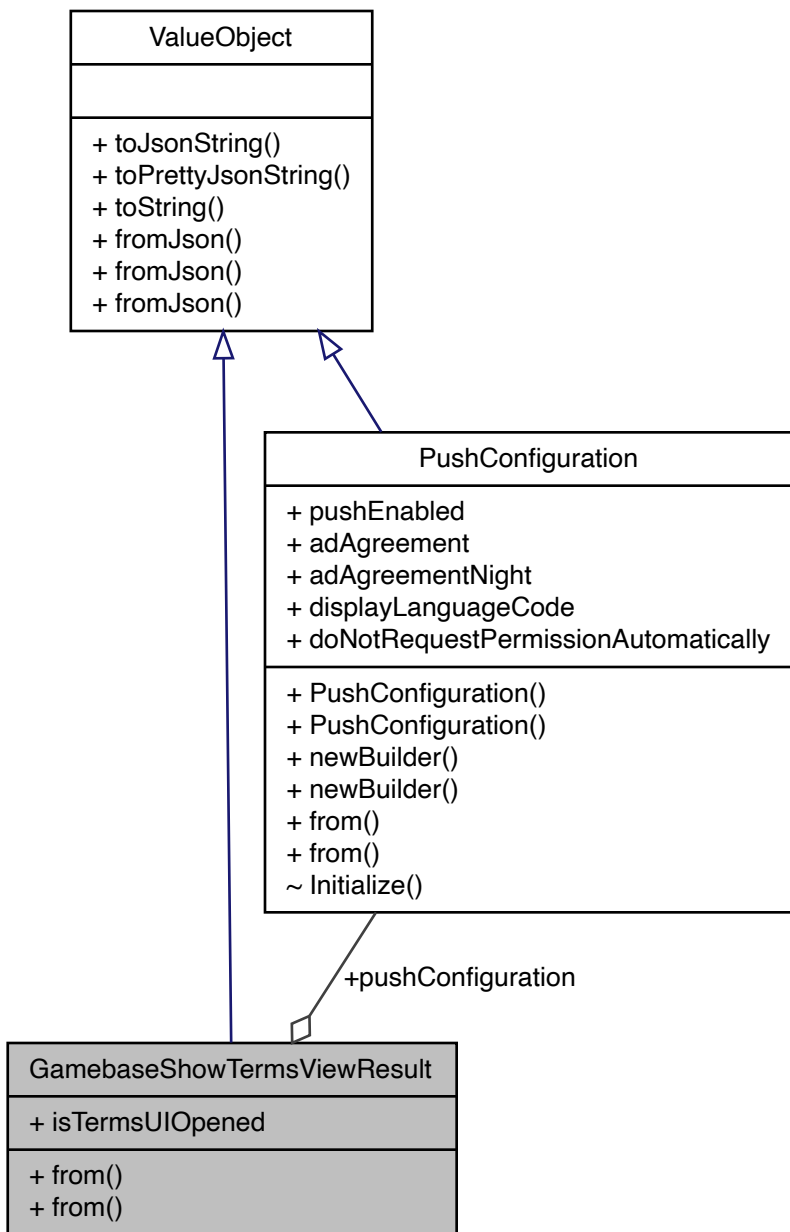 ValueObject
+ toJsonString()
+ toPrettyJsonString()
+ toString()
+ fromJson()
+ fromJson()
+ fromJson()
PushConfiguration
+ pushEnabled
+ adAgreement
+ adAgreementNight
+ displayLanguageCode
+ doNotRequestPermissionAutomatically
+ PushConfiguration()
+ PushConfiguration()
+ newBuilder()
+ newBuilder()
+ from()
+ from()
~ Initialize()
+pushConfiguration
GamebaseShowTermsViewResult
+ isTermsUIOpened
+ from()
+ from()